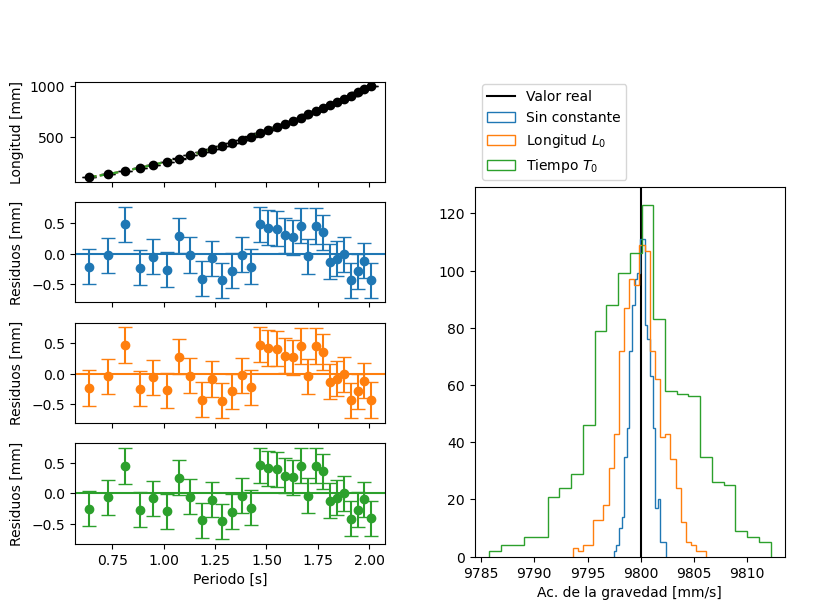 1000
500
Longitud [mm]
0.5
0.0
−0.5
Residuos [mm]
0.5
0.0
−0.5
Residuos [mm]
0.5
0.0
−0.5
Residuos [mm]
0.75 1.00 1.25 1.50 1.75 2.00
Periodo [s]
Valor real
Sin constante
Longitud L₀
Tiempo T₀
120
100
80
60
40
20
0
9785 9790 9795 9800 9805 9810
Ac. de la gravedad [mm/s]